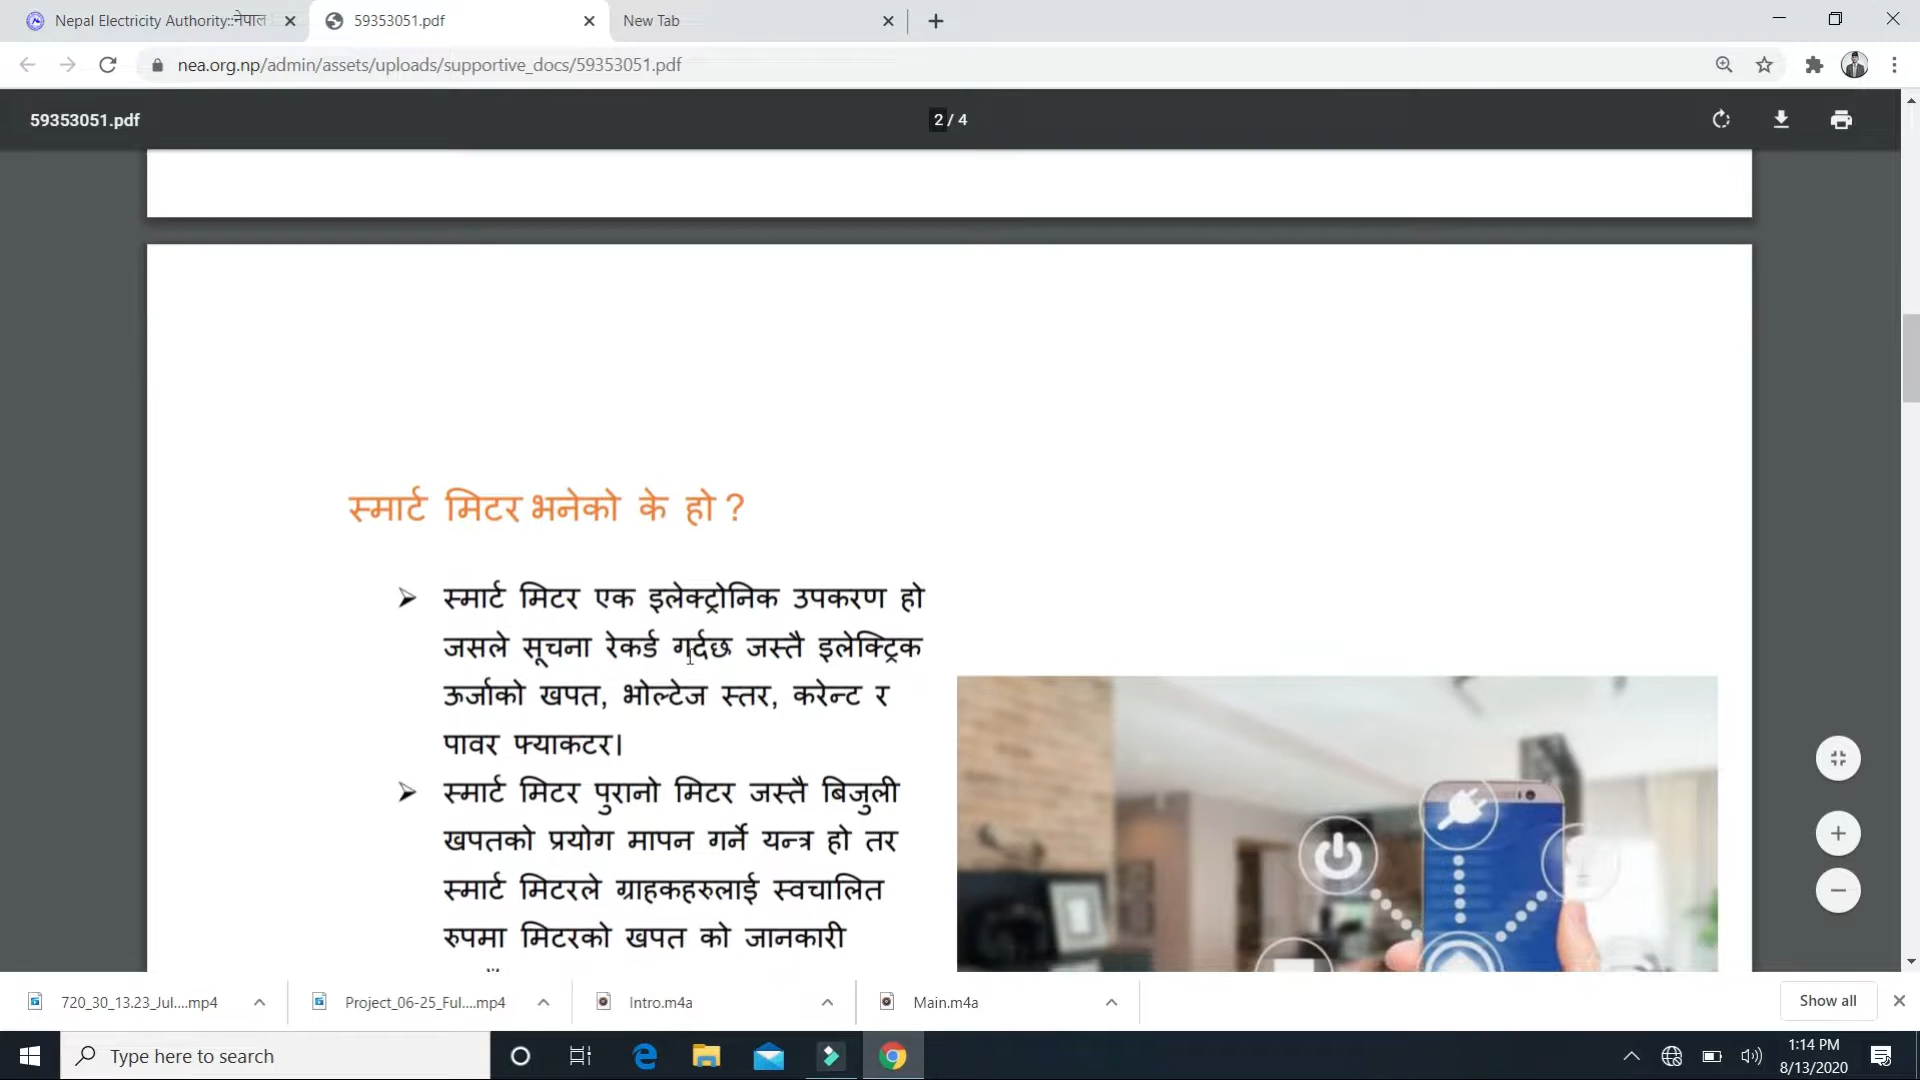 Nepal Electricity Authority::नेपाल
59353051.pdf
New Tab
nea.org.np/admin/assets/uploads/supportive_docs/59353051.pdf
59353051.pdf
2 / 4
स्मार्ट मिटर भनेको के हो ?
स्मार्ट मिटर एक इलेक्ट्रोनिक उपकरण हो
जसले सूचना रेकर्ड गर्दछ जस्तै इलेक्ट्रिक
ऊर्जाको खपत, भोल्टेज स्तर, करेन्ट र
पावर फ्याकटर।
स्मार्ट मिटर पुरानो मिटर जस्तै बिजुली
खपतको प्रयोग मापन गर्ने यन्त्र हो तर
स्मार्ट मिटरले ग्राहकहरुलाई स्वचालित
रुपमा मिटरको खपत को जानकारी
720_30_13.23_Jul....mp4
Project_06-25_Ful....mp4
Intro.m4a
Main.m4a
Show all
Type here to search
1:14 PM
8/13/2020